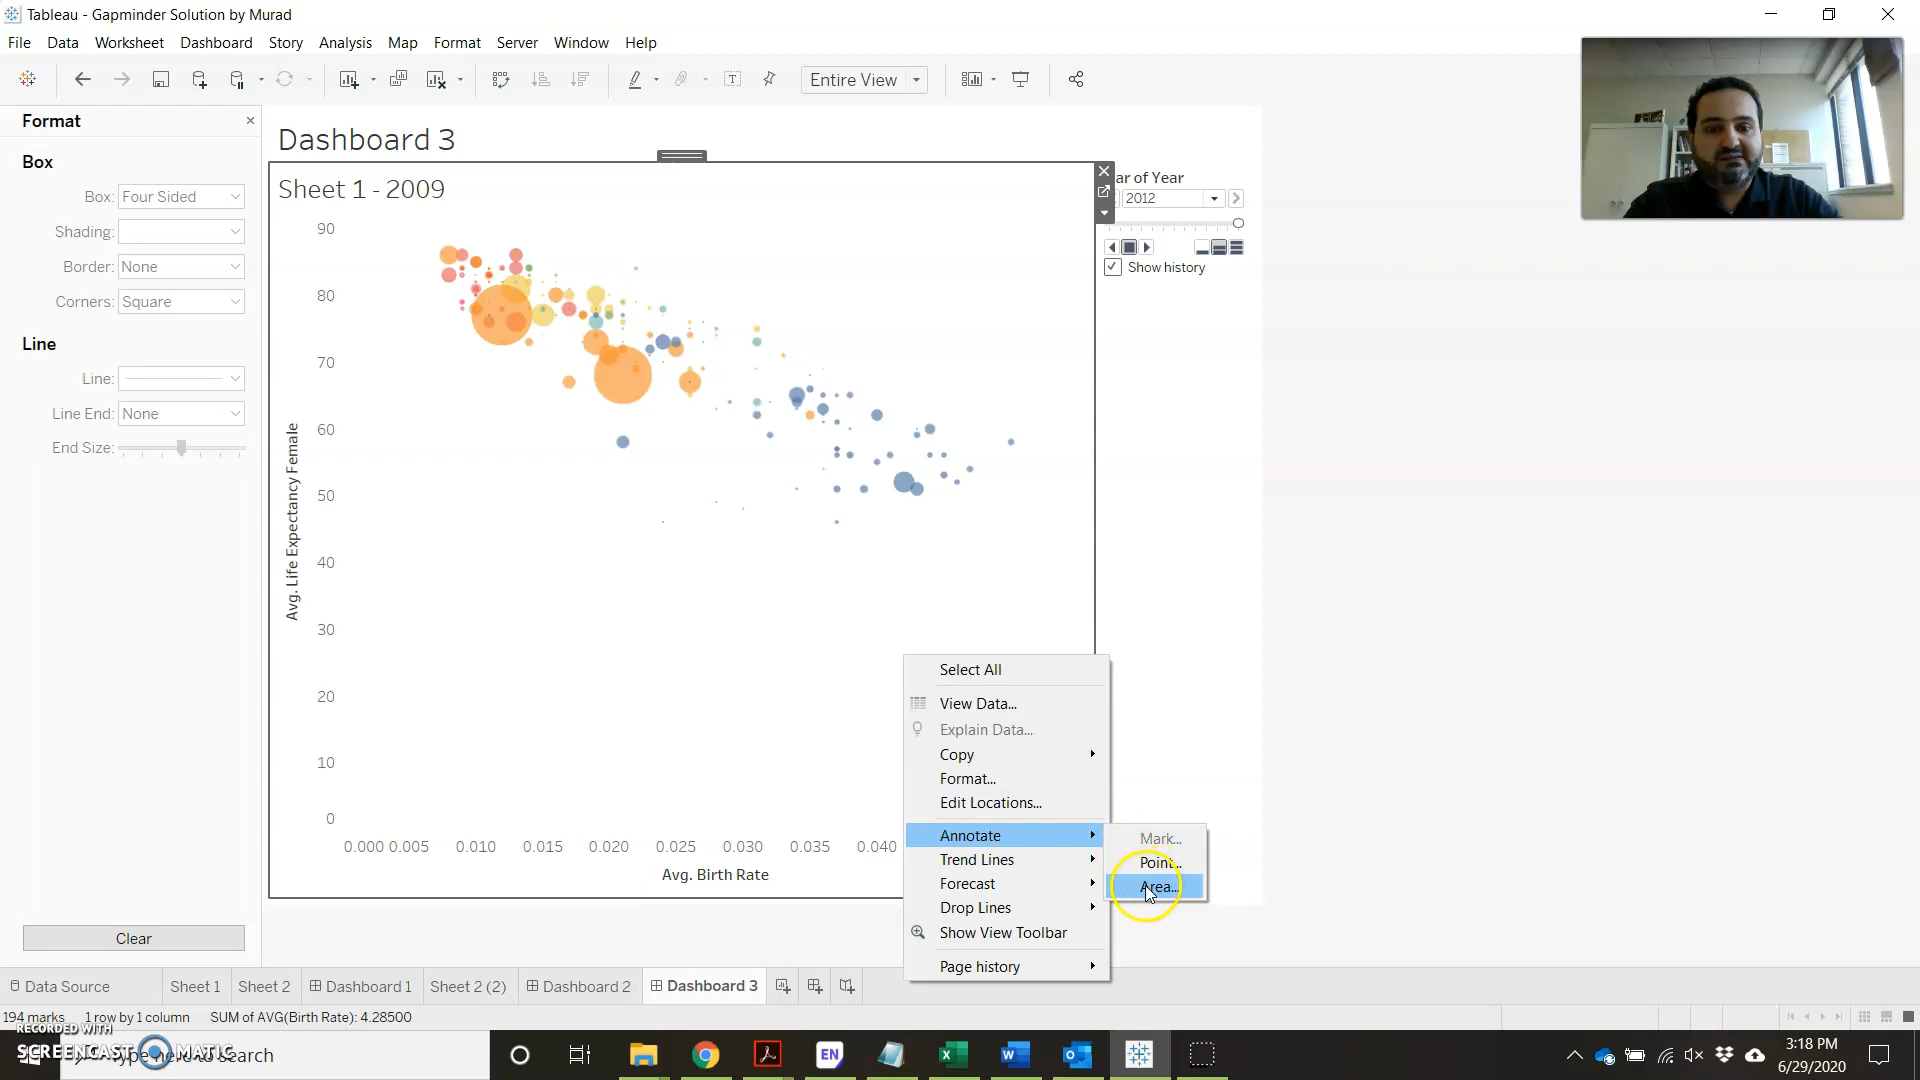 Tableau - Gapminder Solution by Murad
File Data Worksheet Dashboard Story Analysis Map Format Server Window Help
Entire View
Format
Box
Box: Four Sided
Shading:
Border: None
Corners: Square
Line
Line:
Line End: None
End Size:
Clear
Dashboard 3
Sheet 1 - 2009
90
80
70
60
50
40
30
20
10
0
Avg. Life Expectancy Female
0.000 0.005 0.010 0.015 0.020 0.025 0.030 0.035 0.040
Avg. Birth Rate
ar of Year
2012
Show history
Select All
View Data...
Explain Data...
Copy
Format...
Edit Locations...
Annotate
Trend Lines
Forecast
Drop Lines
Show View Toolbar
Page history
Mark...
Point...
Area...
Data Source Sheet 1 Sheet 2 Dashboard 1 Sheet 2 (2) Dashboard 2 Dashboard 3
194 marks 1 row by 1 column SUM of AVG(Birth Rate): 4.28500
RECORDED WITH
SCREENCAST MATIC
Type here to search
EN
3:18 PM
6/29/2020